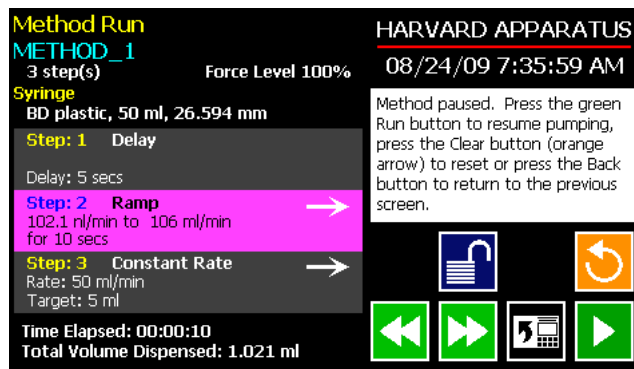 Method Run
METHOD_1
3 step(s) Force Level 100%
Syringe
BD plastic, 50 ml, 26.594 mm
Step: 1 Delay
Delay: 5 secs
Step: 2 Ramp
102.1 nl/min to 106 ml/min
for 10 secs
Step: 3 Constant Rate
Rate: 50 ml/min
Target: 5 ml
Time Elapsed: 00:00:10
Total Volume Dispensed: 1.021 ml
HARVARD APPARATUS
08/24/09 7:35:59 AM
Method paused. Press the green
Run button to resume pumping,
press the Clear button (orange
arrow) to reset or press the Back
button to return to the previous
screen.